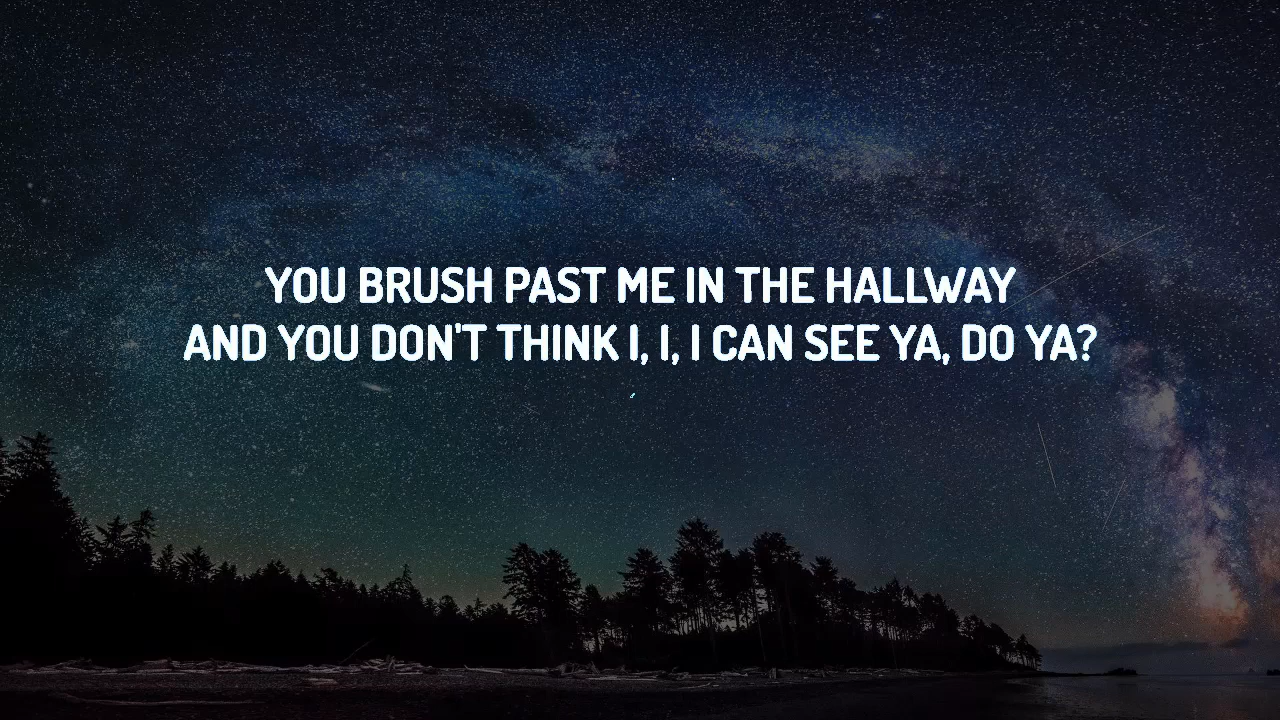 YOU BRUSH PAST ME IN THE HALLWAY
AND YOU DON'T THINK I, I, I CAN SEE YA, DO YA?